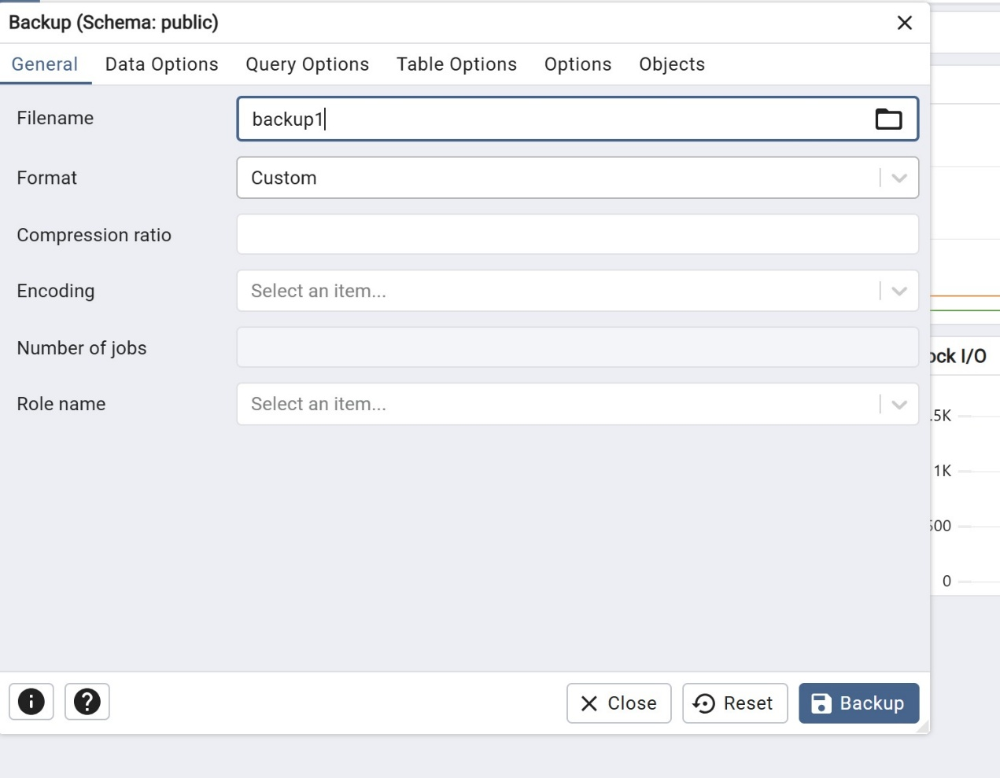 Backup (Schema: public)
General Data Options Query Options Table Options Options Objects
Filename backup1
Format Custom
Compression ratio
Encoding Select an item...
Number of jobs
Role name Select an item...
Close Reset Backup
ock I/O
.5K
1K
500
0